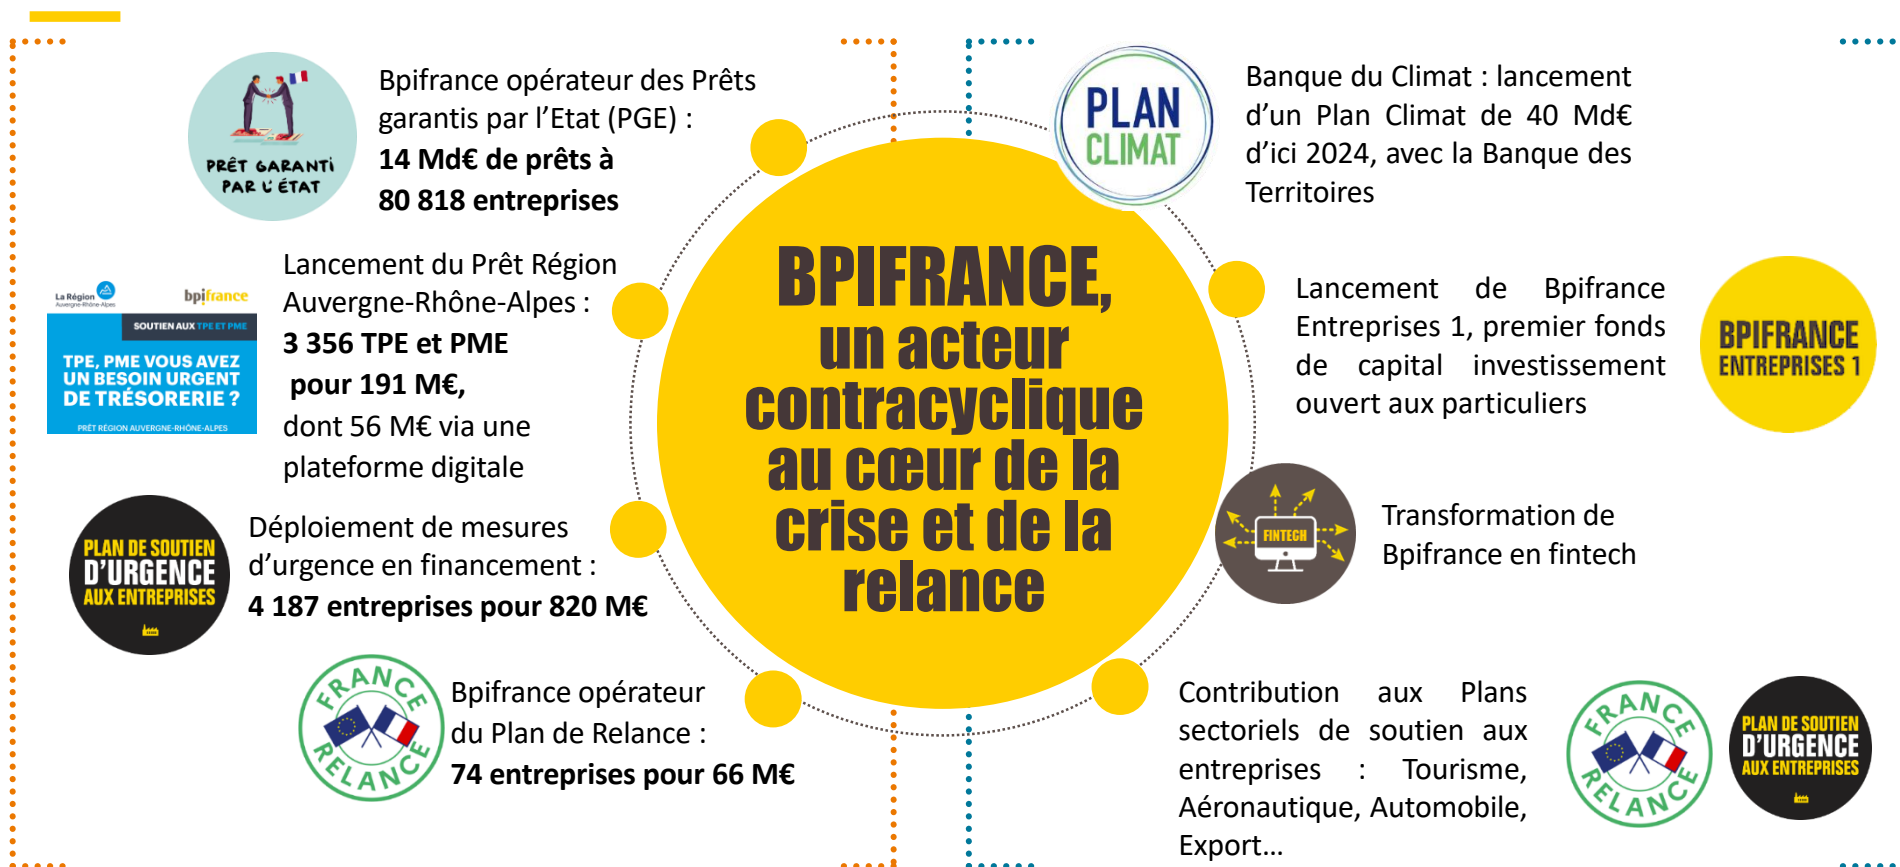 PRÊT GARANTI
PAR L'ÉTAT
Bpifrance opérateur des Prêts
garantis par l’Etat (PGE) :
14 Md€ de prêts à
80 818 entreprises
La Région
Auvergne-Rhône-Alpes
bpifrance
SOUTIEN AUX TPE ET PME
TPE, PME VOUS AVEZ
UN BESOIN URGENT
DE TRÉSORERIE ?
PRÊT RÉGION AUVERGNE-RHÔNE-ALPES
Lancement du Prêt Région
Auvergne-Rhône-Alpes :
3 356 TPE et PME
pour 191 M€,
dont 56 M€ via une
plateforme digitale
PLAN DE SOUTIEN
D'URGENCE
AUX ENTREPRISES
Déploiement de mesures
d’urgence en financement :
4 187 entreprises pour 820 M€
FRANCE
RELANCE
Bpifrance opérateur
du Plan de Relance :
74 entreprises pour 66 M€
BPIFRANCE,
un acteur
contracyclique
au cœur de la
crise et de la
relance
PLAN
CLIMAT
Banque du Climat : lancement
d’un Plan Climat de 40 Md€
d’ici 2024, avec la Banque des
Territoires
Lancement de Bpifrance
Entreprises 1, premier fonds
de capital investissement
ouvert aux particuliers
BPIFRANCE
ENTREPRISES 1
FINTECH
Transformation de
Bpifrance en fintech
Contribution aux Plans
sectoriels de soutien aux
entreprises : Tourisme,
Aéronautique, Automobile,
Export...
FRANCE
RELANCE
PLAN DE SOUTIEN
D'URGENCE
AUX ENTREPRISES